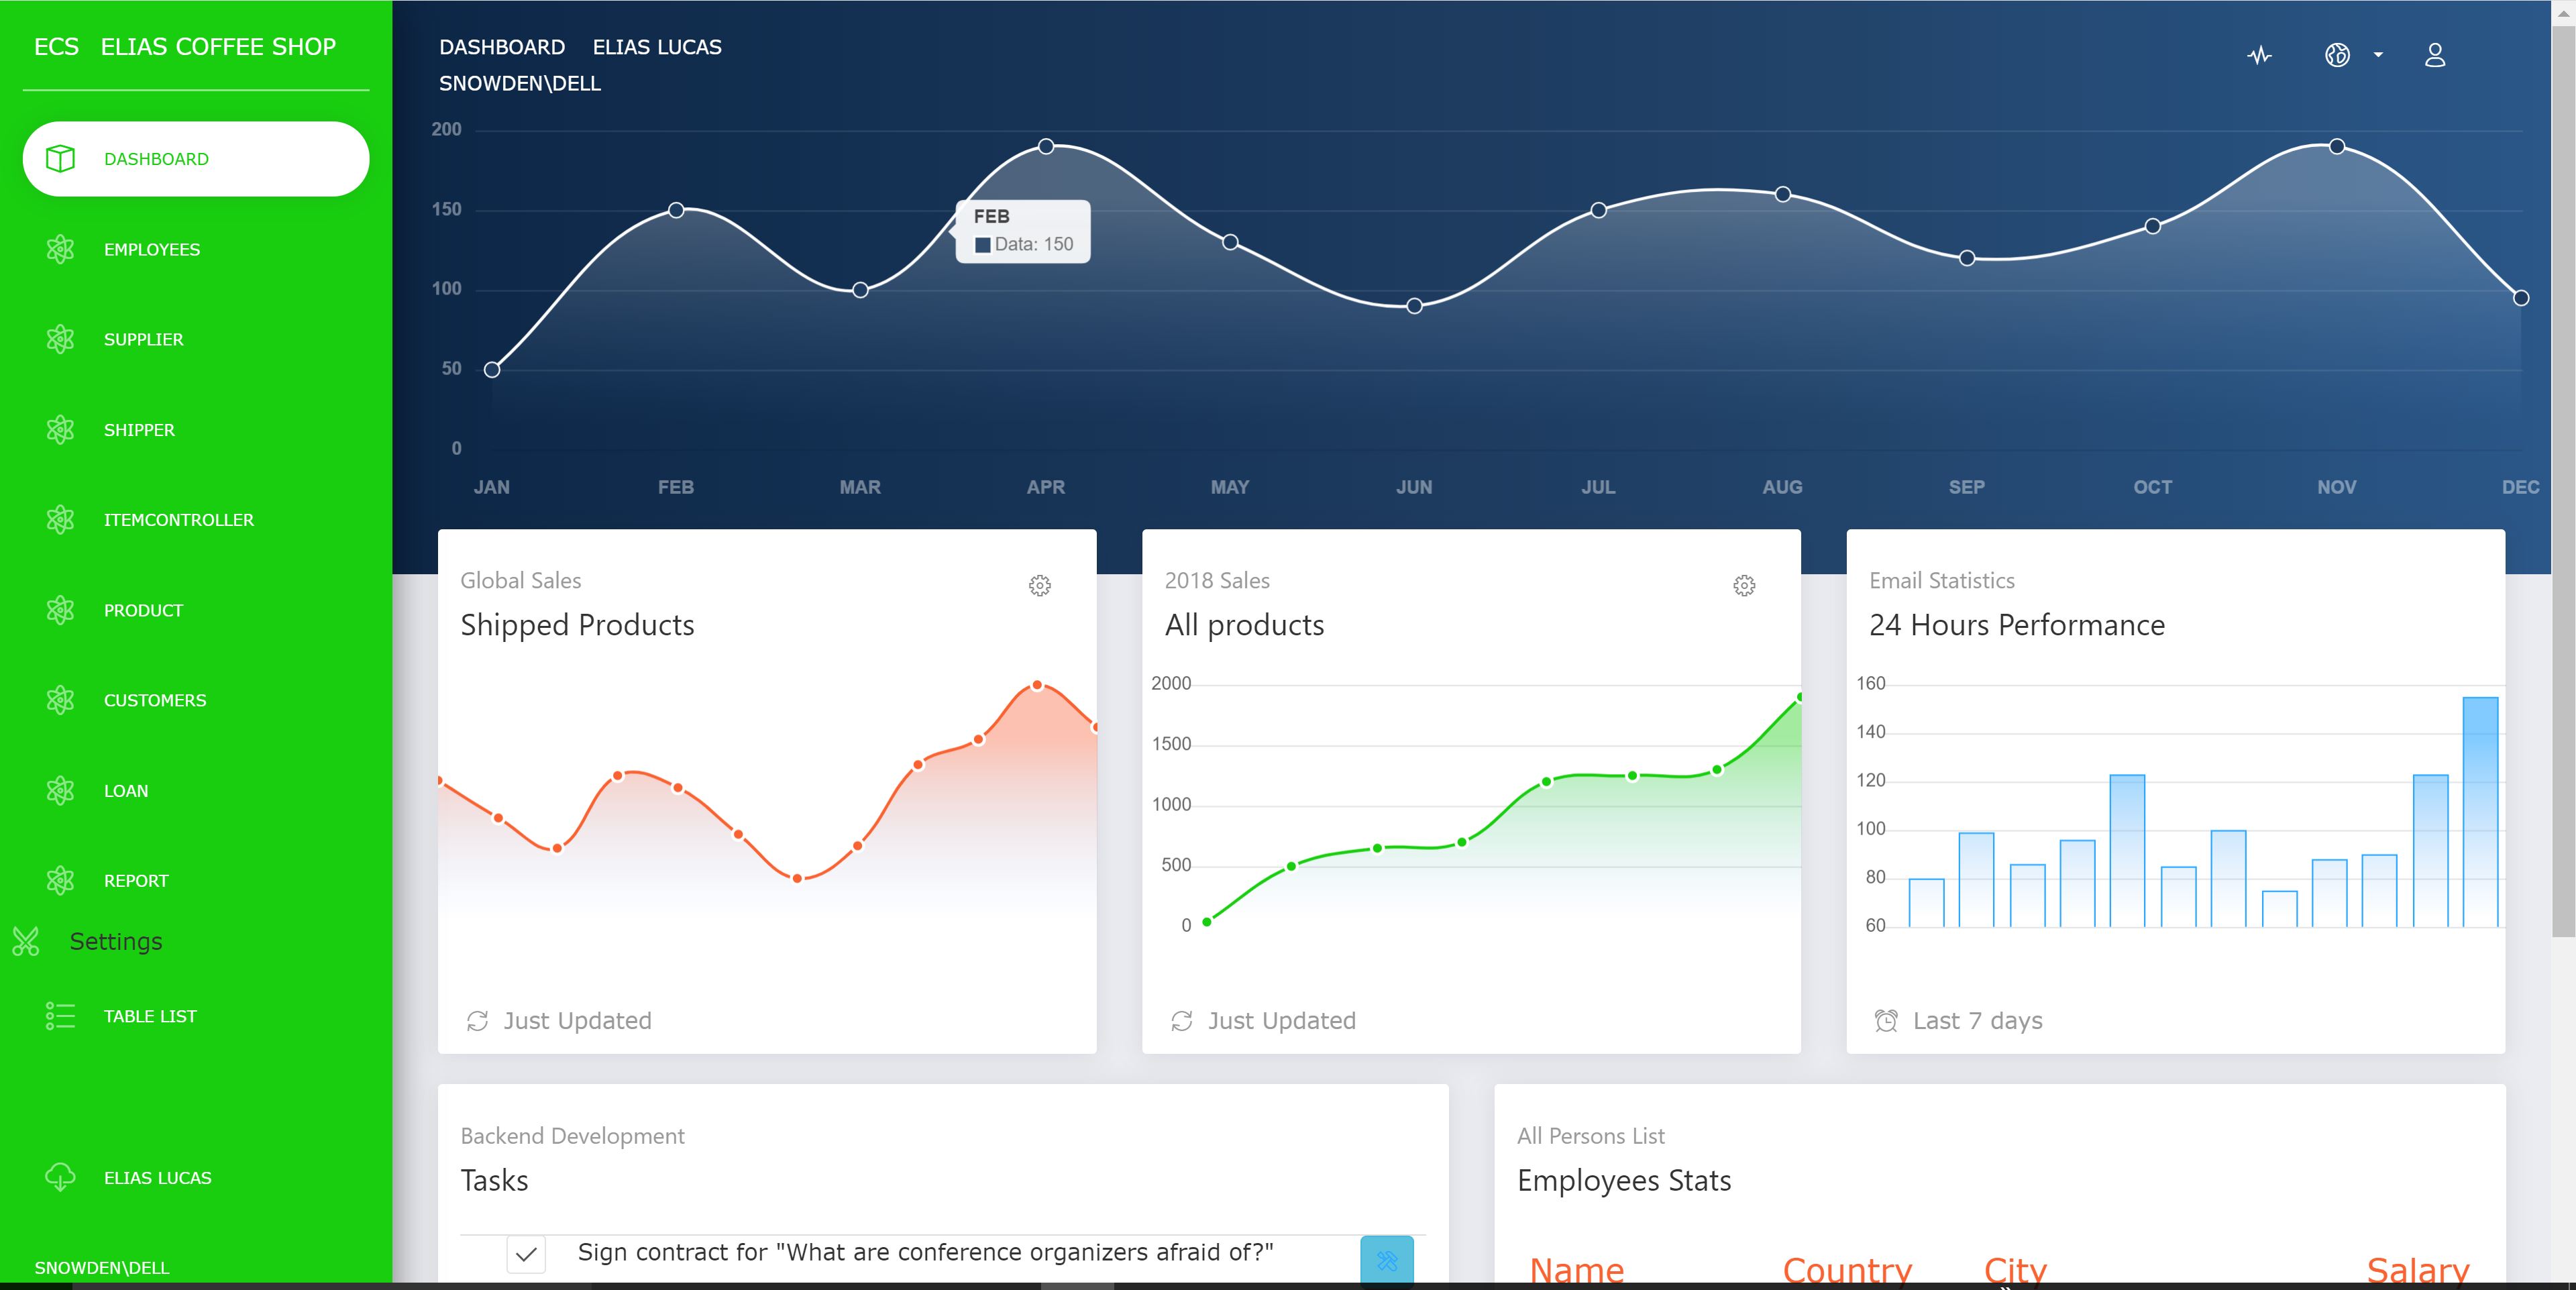 ECS ELIAS COFFEE SHOP
DASHBOARD
EMPLOYEES
SUPPLIER
SHIPPER
ITEMCONTROLLER
PRODUCT
CUSTOMERS
LOAN
REPORT
Settings
TABLE LIST
ELIAS LUCAS
SNOWDEN\DELL
DASHBOARD ELIAS LUCAS
SNOWDEN\DELL
200
150
100
50
0
FEB
Data: 150
JAN FEB MAR APR MAY JUN JUL AUG SEP OCT NOV DEC
Global Sales
Shipped Products
Just Updated
2018 Sales
All products
2000
1500
1000
500
0
Just Updated
Email Statistics
24 Hours Performance
160
140
120
100
80
60
Last 7 days
Backend Development
Tasks
Sign contract for "What are conference organizers afraid of?"
All Persons List
Employees Stats
Name Country City Salary